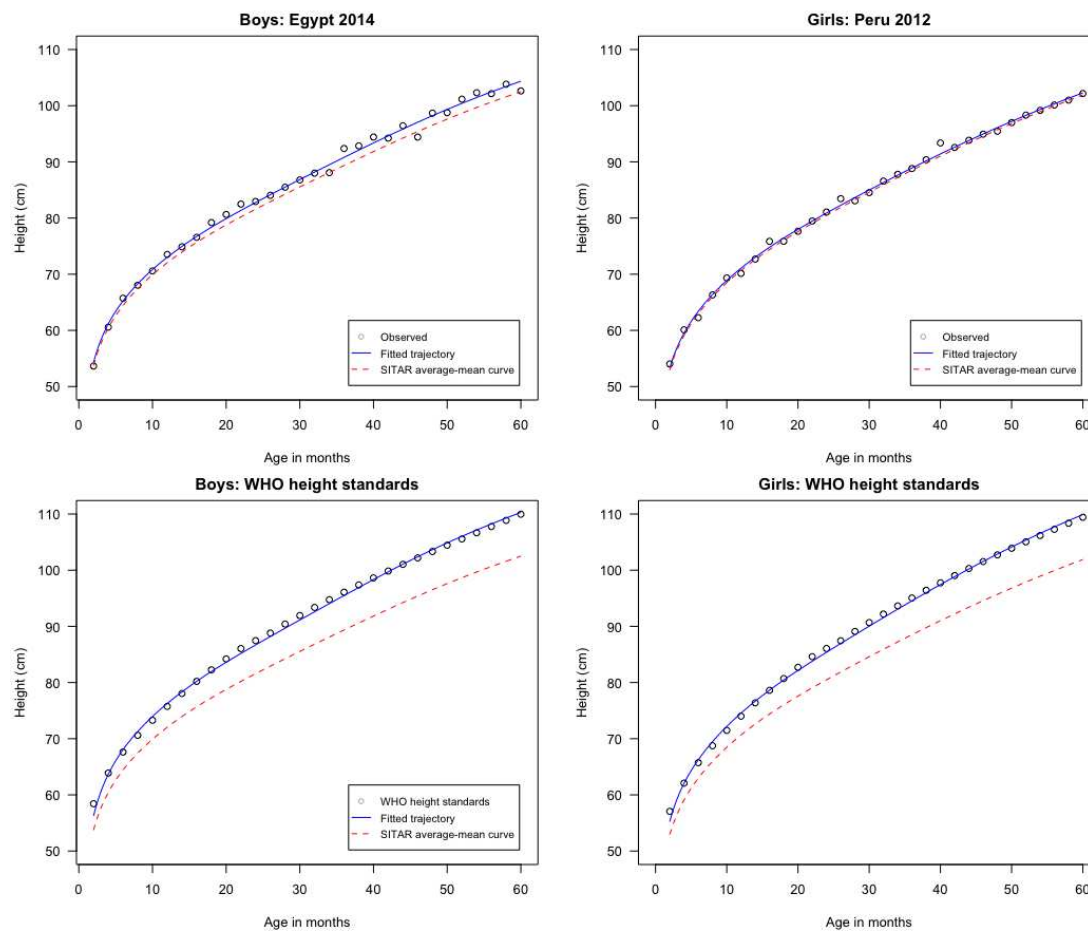 Boys: Egypt 2014
Height (cm)
110
100
90
80
70
60
50
Observed
Fitted trajectory
SITAR average-mean curve
0 10 20 30 40 50 60
Age in months
Girls: Peru 2012
Height (cm)
110
100
90
80
70
60
50
Observed
Fitted trajectory
SITAR average-mean curve
0 10 20 30 40 50 60
Age in months
Boys: WHO height standards
Height (cm)
110
100
90
80
70
60
50
WHO height standards
Fitted trajectory
SITAR average-mean curve
0 10 20 30 40 50 60
Age in months
Girls: WHO height standards
Height (cm)
110
100
90
80
70
60
50
0 10 20 30 40 50 60
Age in months